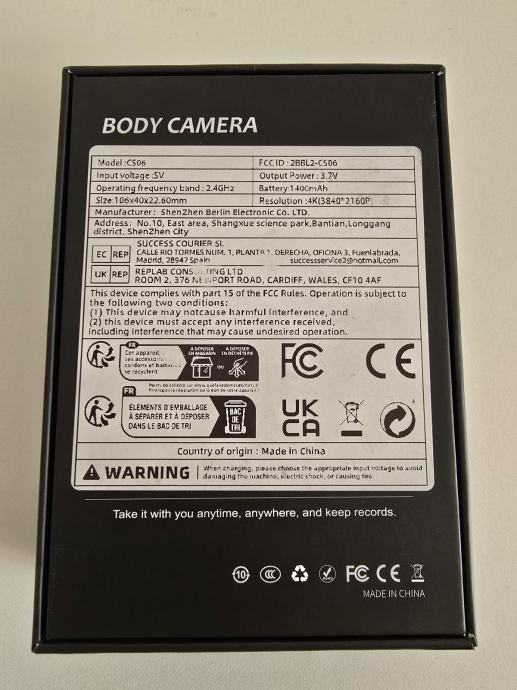 BODY CAMERA
Model :CS06 FCC ID : 2BBL2-CS06
Input voltage :5V Output Power : 3.7V
Operating frequency band : 2.4GHz Battery:1400mAh
Size:106x40x22.60mm Resolution :4K(3840*2160P)
Manufacturer: ShenZhen Berlin Electronic Co. LTD.
Address: No.10, East area, Shangxue science park,Bantian,Longgang
district, ShenZhen City
EC REP SUCCESS COURIER SL
CALLE RIO TORMES NUM. 1, PLANTA 1, DERECHA, OFICINA 3, Fuenlabrada,
Madrid, 28947 Spain successservice2@hotmail.com
UK REP REPLAB CONSULTING LTD
ROOM 2, 376 NEWPORT ROAD, CARDIFF, WALES, CF10 4AF
This device complies with part 15 of the FCC Rules. Operation is subject to
the following two conditions:
(1) This device may notcause harmful interference, and
(2) this device must accept any interference received,
including interference that may cause undesired operation.
FR
Cet appareil,
ses accessoires,
cordons et batteries
se recyclent
À DÉPOSER EN MAGASIN
OU
À DÉPOSER EN DÉCHÈTERIE
FC CE
FR
ÉLÉMENTS D'EMBALLAGE
À SÉPARER ET À DÉPOSER
DANS LE BAC DE TRI
BAC DE TRI
UK
CA
Country of origin : Made in China
WARNING
When charging, please choose the appropriate input voltage to avoid
damaging the machine, electric shock, or causing fire.
Take it with you anytime, anywhere, and keep records.
10 CCC FC CE
MADE IN CHINA